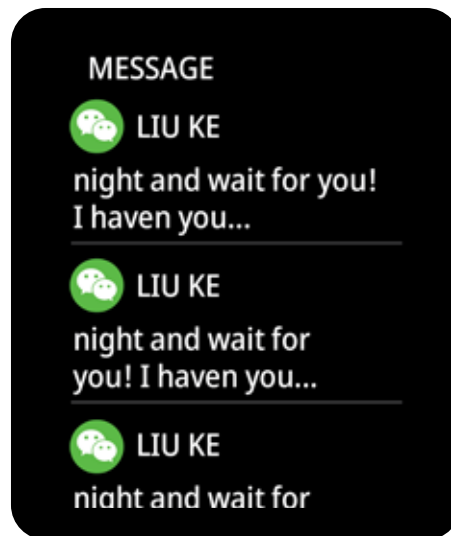 MESSAGE
LIU KE
night and wait for you!
I haven you...
LIU KE
night and wait for
you! I haven you...
LIU KE
night and wait for